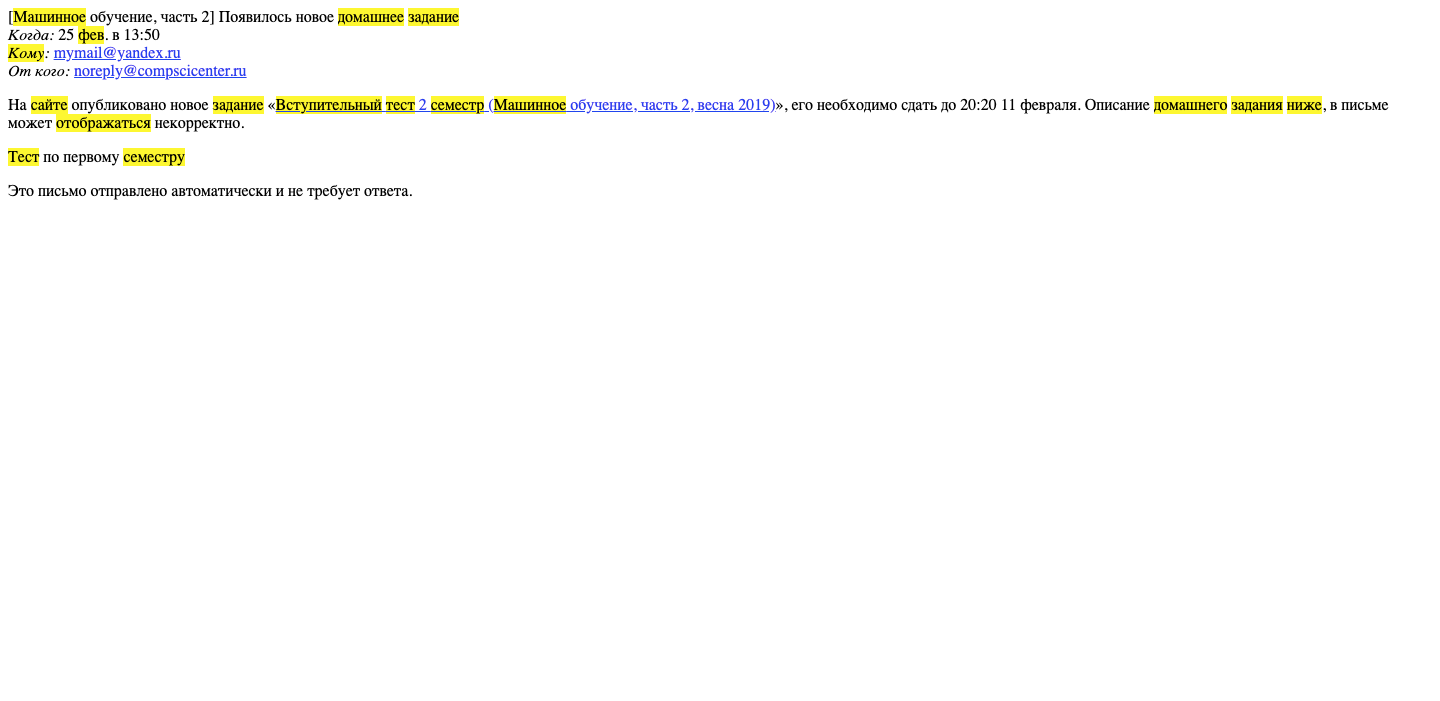 [Машинное обучение, часть 2] Появилось новое домашнее задание
Когда: 25 фев. в 13:50
Кому: mymail@yandex.ru
От кого: noreply@compscicenter.ru
На сайте опубликовано новое задание «Вступительный тест 2 семестр (Машинное обучение, часть 2, весна 2019)», его необходимо сдать до 20:20 11 февраля. Описание домашнего задания ниже, в письме
может отображаться некорректно.
Тест по первому семестру
Это письмо отправлено автоматически и не требует ответа.